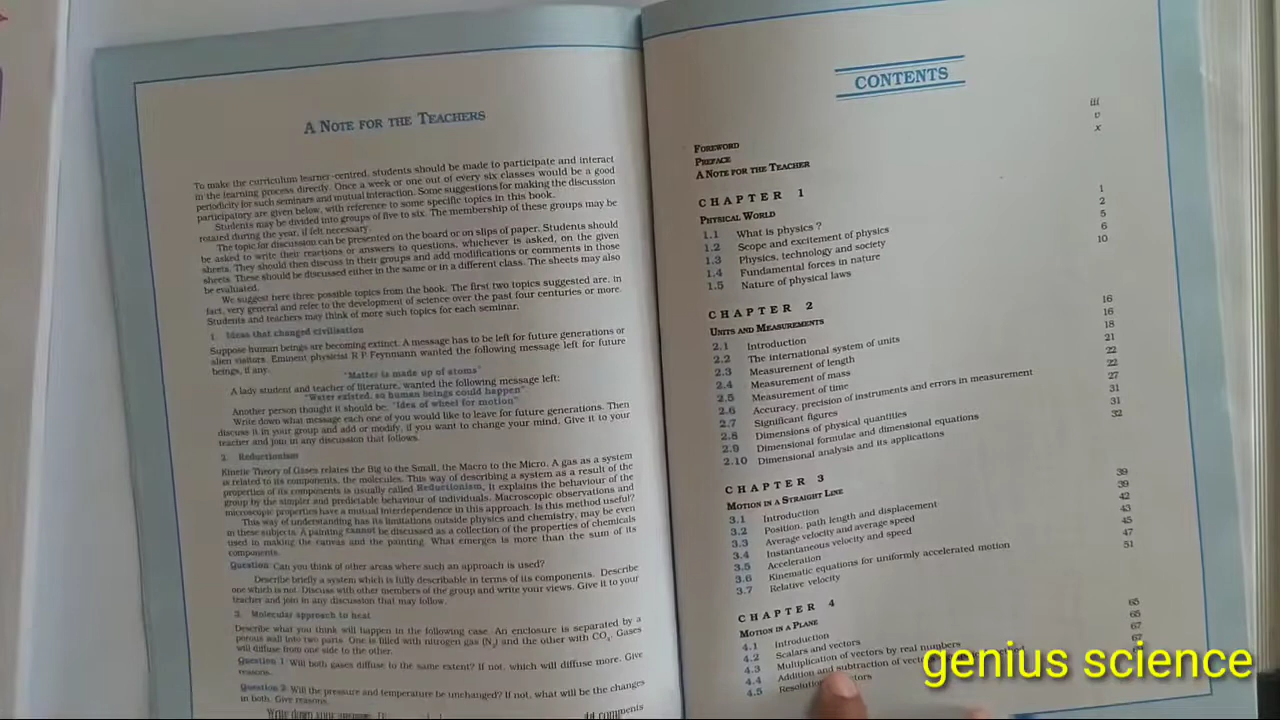 A NOTE FOR THE TEACHERS
To make the curriculum learner-centred, students should be made to participate and interact
in the learning process directly. Once a week or one out of every six classes would be a good
periodicity for such seminars and mutual interaction. Some suggestions for making the discussion
participatory are given below, with reference to some specific topics in this book.
Students may be divided into groups of five to six. The membership of these groups may be
rotated during the year, if felt necessary.
The topic for discussion can be presented on the board or on slips of paper. Students should
be asked to write their reactions or answers to questions, whichever is asked, on the given
sheets. They should then discuss in their groups and add modifications or comments in those
sheets. These should be discussed either in the same or in a different class. The sheets may also
be evaluated.
We suggest here three possible topics from the book. The first two topics suggested are, in
fact, very general and refer to the development of science over the past four centuries or more.
Students and teachers may think of more such topics for each seminar.
1. Ideas that changed civilisation
Suppose human beings are becoming extinct. A message has to be left for future generations or
alien visitors. Eminent physicist R P Feynmann wanted the following message left for future
beings, if any.
"Matter is made up of atoms"
A lady student and teacher of literature, wanted the following message left:
"Water existed, so human beings could happen".
Another person thought it should be: "Idea of wheel for motion"
Write down what message each one of you would like to leave for future generations. Then
discuss it in your group and add or modify, if you want to change your mind. Give it to your
teacher and join in any discussion that follows.
2. Reductionism
Kinetic Theory of Gases relates the Big to the Small, the Macro to the Micro. A gas as a system
is related to its components, the molecules. This way of describing a system as a result of the
properties of its components is usually called Reductionism. It explains the behaviour of the
group by the simpler and predictable behaviour of individuals. Macroscopic observations and
microscopic properties have a mutual interdependence in this approach. Is this method useful?
This way of understanding has its limitations outside physics and chemistry, may be even
in these subjects. A painting cannot be discussed as a collection of the properties of chemicals
used in making the canvas and the painting. What emerges is more than the sum of its
components.
Question: Can you think of other areas where such an approach is used?
Describe briefly a system which is fully describable in terms of its components. Describe
one which is not. Discuss with other members of the group and write your views. Give it to your
teacher and join in any discussion that may follow.
3. Molecular approach to heat
Describe what you think will happen in the following case. An enclosure is separated by a
porous wall into two parts. One is filled with nitrogen gas (N₂) and the other with CO₂. Gases
will diffuse from one side to the other.
Question 1: Will both gases diffuse to the same extent? If not, which will diffuse more. Give
reasons.
Question 2: Will the pressure and temperature be unchanged? If not, what will be the changes
in both. Give reasons.
CONTENTS
FOREWORD iii
PREFACE v
A NOTE FOR THE TEACHER x
CHAPTER 1
PHYSICAL WORLD
1.1 What is physics ? 1
1.2 Scope and excitement of physics 2
1.3 Physics, technology and society 5
1.4 Fundamental forces in nature 6
1.5 Nature of physical laws 10
CHAPTER 2
UNITS AND MEASUREMENTS
2.1 Introduction 16
2.2 The international system of units 16
2.3 Measurement of length 18
2.4 Measurement of mass 21
2.5 Measurement of time 22
2.6 Accuracy, precision of instruments and errors in measurement 22
2.7 Significant figures 27
2.8 Dimensions of physical quantities 31
2.9 Dimensional formulae and dimensional equations 31
2.10 Dimensional analysis and its applications 32
CHAPTER 3
MOTION IN A STRAIGHT LINE
3.1 Introduction 39
3.2 Position, path length and displacement 39
3.3 Average velocity and average speed 42
3.4 Instantaneous velocity and speed 43
3.5 Acceleration 45
3.6 Kinematic equations for uniformly accelerated motion 47
3.7 Relative velocity 51
CHAPTER 4
MOTION IN A PLANE
4.1 Introduction 65
4.2 Scalars and vectors 65
4.3 Multiplication of vectors by real numbers 67
4.4 Addition and subtraction of 67
4.5
genius science